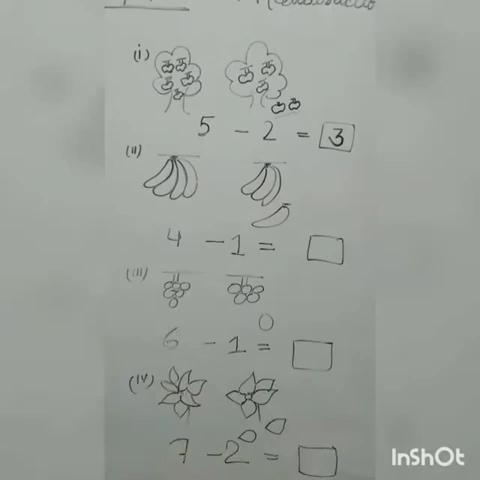 (i)
5 - 2 = 3
(ii)
4 - 1 =
(iii)
6 - 1 =
(iv)
7 - 2 =
InShOt